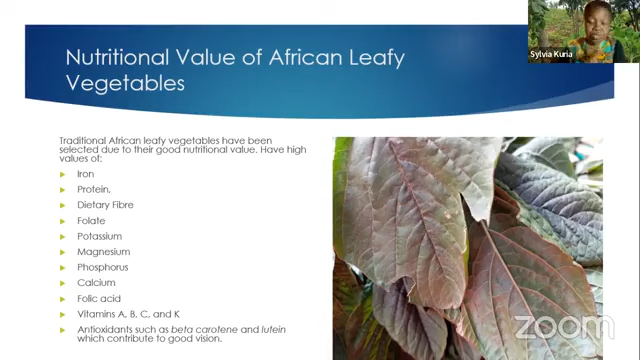 Nutritional Value of African Leafy
Vegetables
Sylvia Kuria
Traditional African leafy vegetables have been
selected due to their good nutritional value. Have high
values of:
Iron
Protein,
Dietary Fibre
Folate
Potassium
Magnesium
Phosphorus
Calcium
Folic acid
Vitamins A, B, C, and K
Antioxidants such as beta carotene and lutein
which contribute to good vision.
zoom